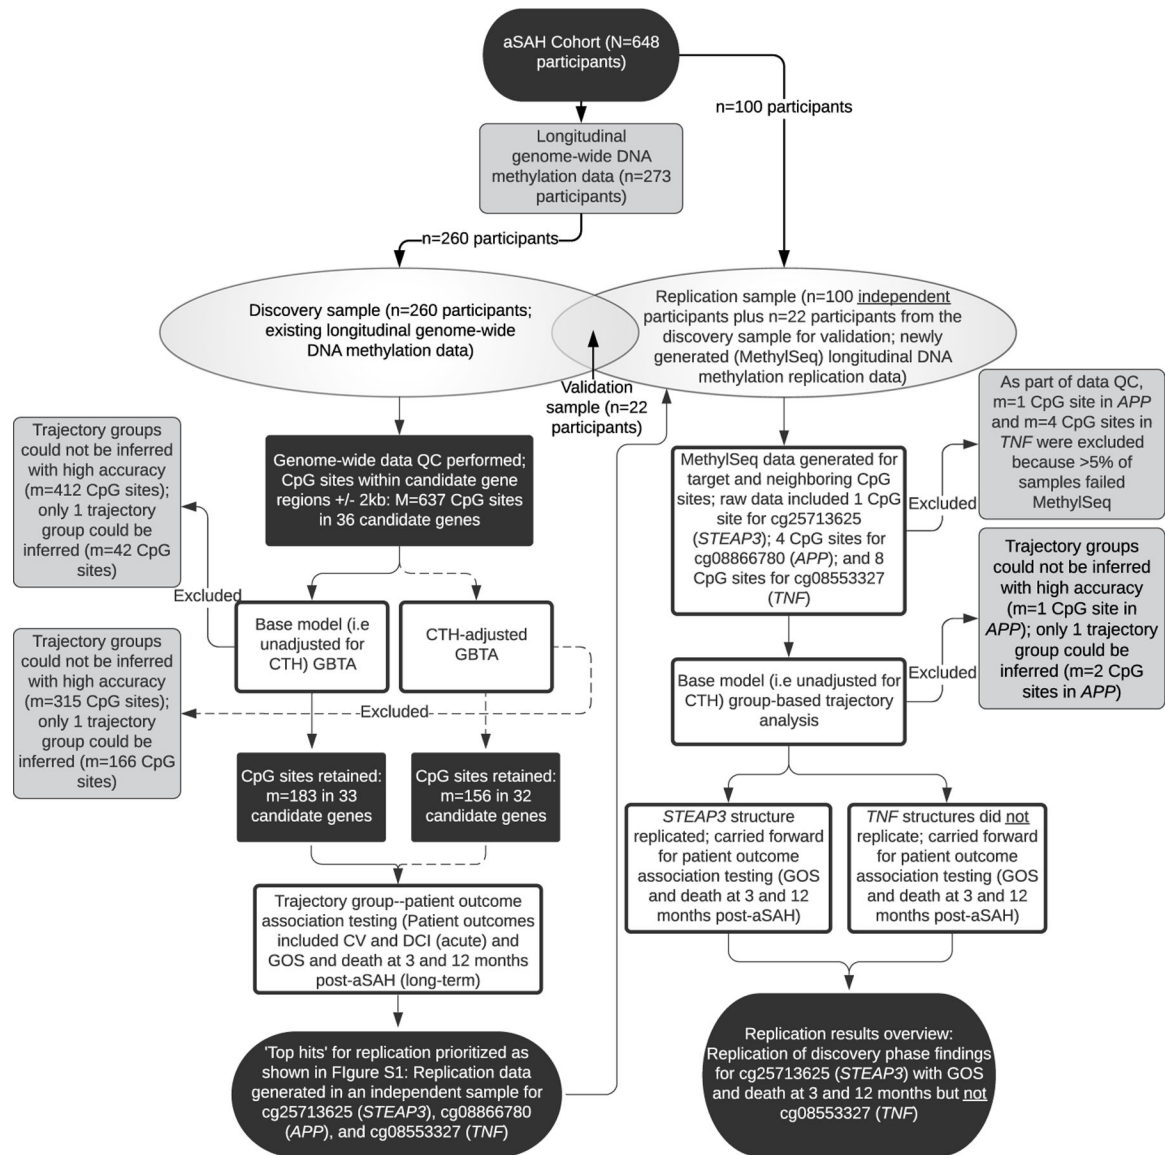 aSAH Cohort (N=648
participants)
n=100 participants
Longitudinal
genome-wide DNA
methylation data (n=273
participants)
n=260 participants
Discovery sample (n=260 participants;
existing longitudinal genome-wide
DNA methylation data)
Replication sample (n=100 independent
participants plus n=22 participants from the
discovery sample for validation; newly
generated (MethylSeq) longitudinal DNA
methylation replication data)
Validation
sample (n=22
participants)
Trajectory groups
could not be inferred
with high accuracy
(m=412 CpG sites);
only 1 trajectory
group could be
inferred (m=42 CpG
sites)
Genome-wide data QC performed;
CpG sites within candidate gene
regions +/- 2kb: M=637 CpG sites
in 36 candidate genes
Excluded
Base model (i.e
unadjusted for
CTH) GBTA
CTH-adjusted
GBTA
Trajectory groups
could not be inferred
with high accuracy
(m=315 CpG sites);
only 1 trajectory
group could be
inferred (m=166 CpG
sites)
Excluded
CpG sites retained:
m=183 in 33
candidate genes
CpG sites retained:
m=156 in 32
candidate genes
Trajectory group--patient outcome
association testing (Patient outcomes
included CV and DCI (acute) and
GOS and death at 3 and 12 months
post-aSAH (long-term)
'Top hits' for replication prioritized as
shown in FIgure S1: Replication data
generated in an independent sample for
cg25713625 (STEAP3), cg08866780
(APP), and cg08553327 (TNF)
As part of data QC,
m=1 CpG site in APP
and m=4 CpG sites in
TNF were excluded
because >5% of
samples failed
MethylSeq
MethylSeq data generated for
target and neighboring CpG
sites; raw data included 1 CpG
site for cg25713625
(STEAP3); 4 CpG sites for
cg08866780 (APP); and 8
CpG sites for cg08553327
(TNF)
Excluded
Trajectory groups
could not be inferred
with high accuracy
(m=1 CpG site in
APP); only 1 trajectory
group could be
inferred (m=2 CpG
sites in APP)
Base model (i.e unadjusted for
CTH) group-based trajectory
analysis
Excluded
STEAP3 structure
replicated; carried forward
for patient outcome
association testing (GOS
and death at 3 and 12
months post-aSAH)
TNF structures did not
replicate; carried forward
for patient outcome
association testing (GOS
and death at 3 and 12
months post-aSAH)
Replication results overview:
Replication of discovery phase findings
for cg25713625 (STEAP3) with GOS
and death at 3 and 12 months but not
cg08553327 (TNF)